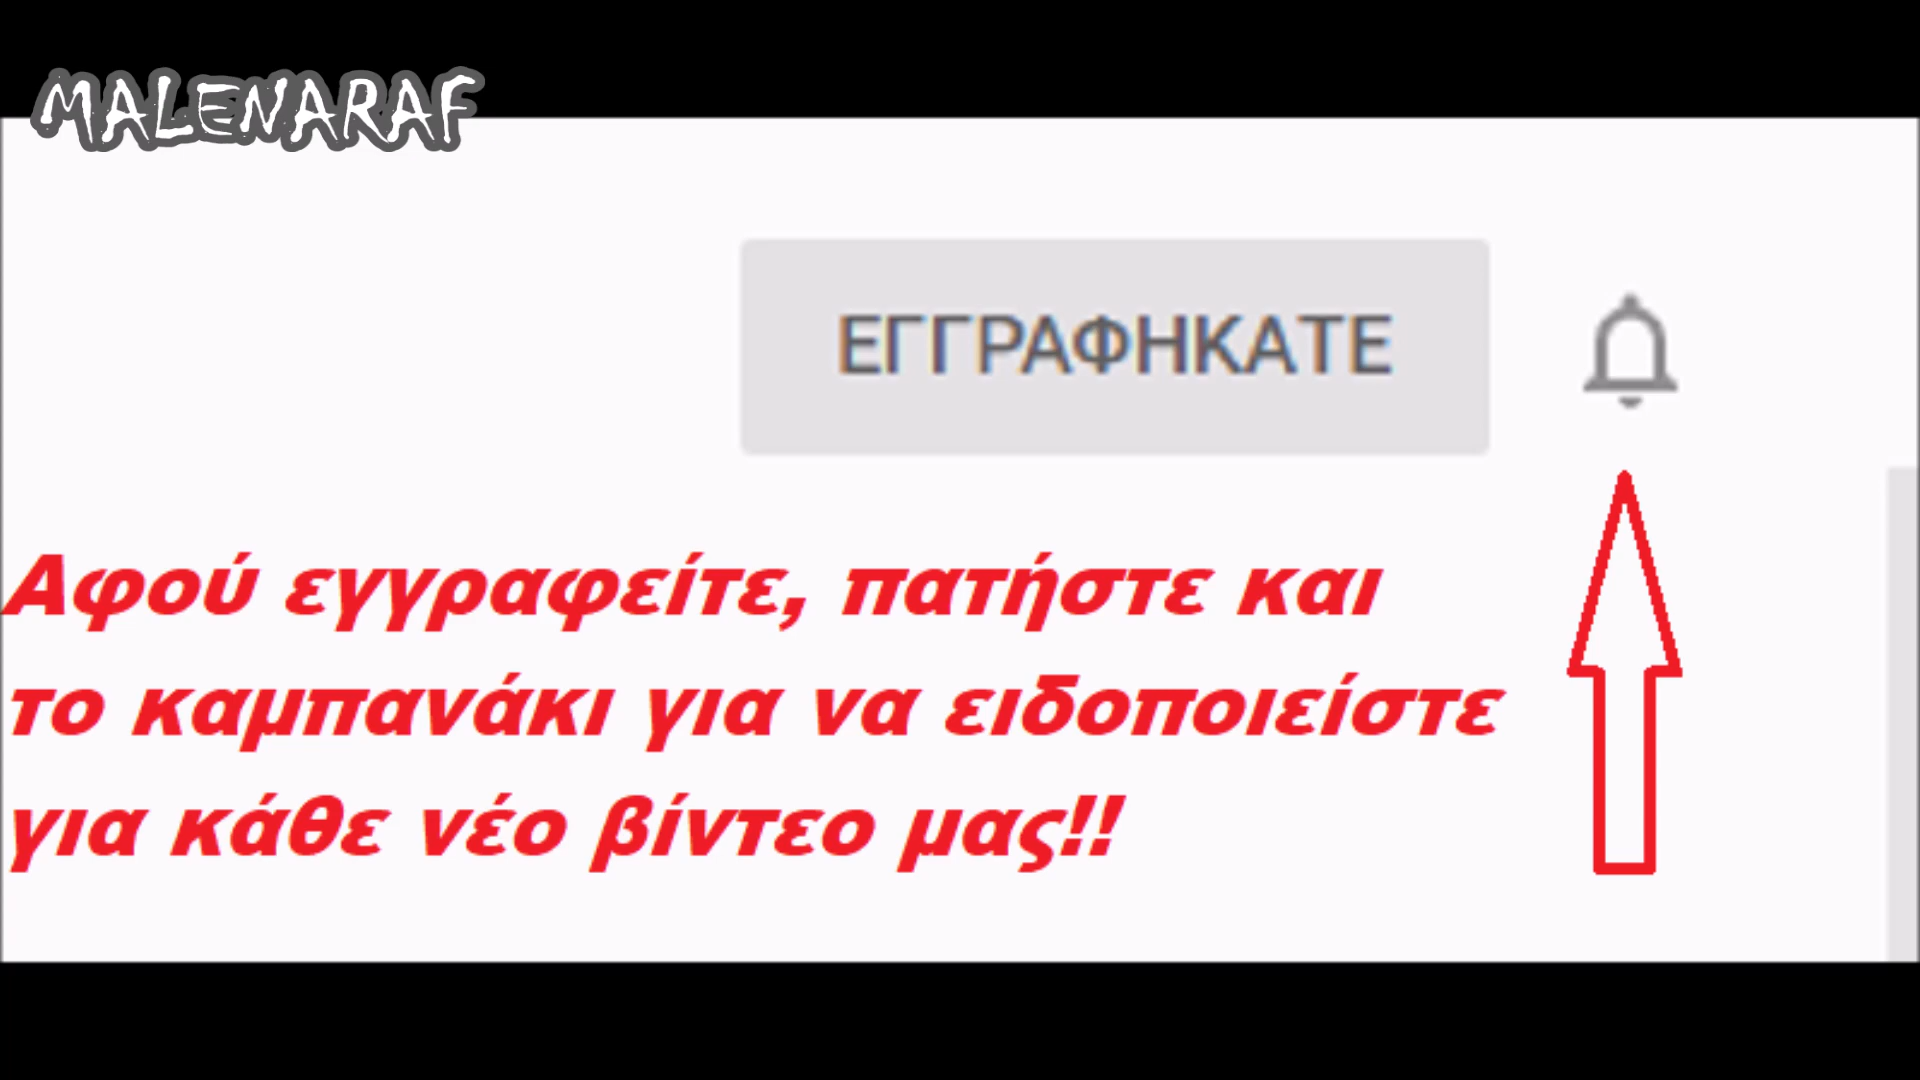 MALENARAF
ΕΓΓΡΑΦΗΚΑΤΕ
Αφού εγγραφείτε, πατήστε και
το καμπανάκι για να ειδοποιείστε
για κάθε νέο βίντεο μας!!